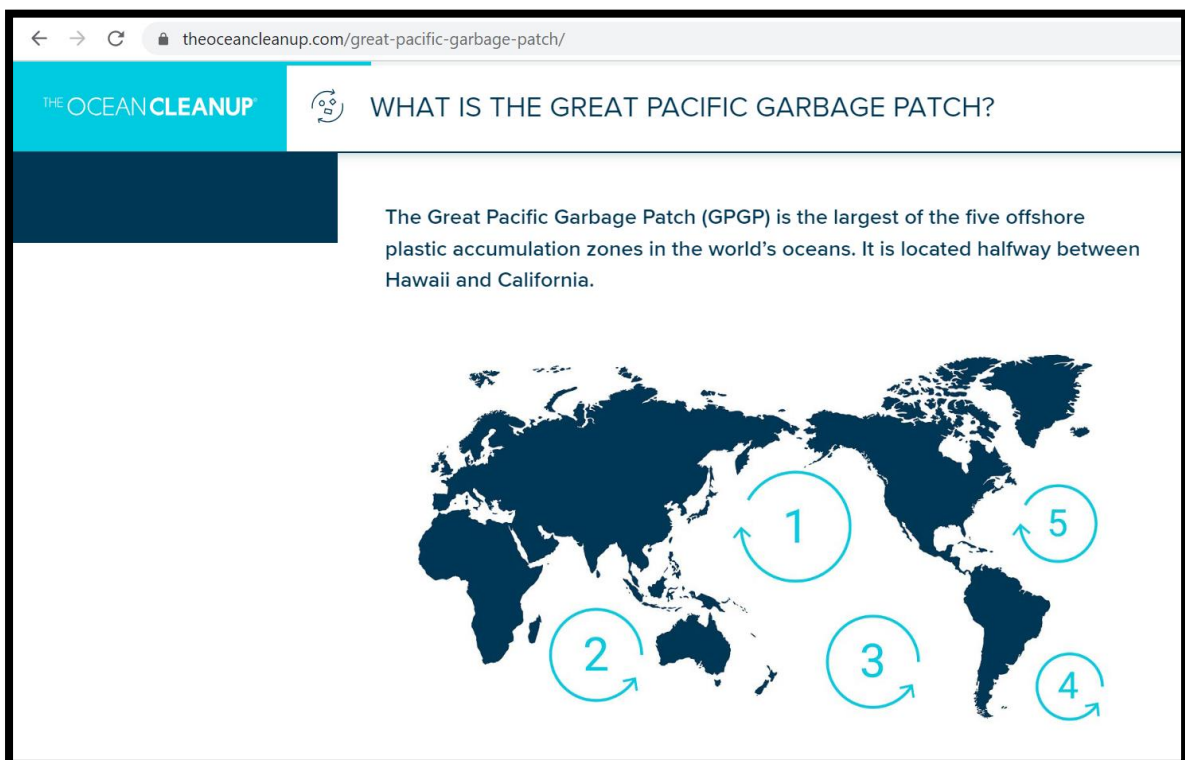 theoceancleanup.com/great-pacific-garbage-patch/
THE OCEAN CLEANUP®
WHAT IS THE GREAT PACIFIC GARBAGE PATCH?
The Great Pacific Garbage Patch (GPGP) is the largest of the five offshore
plastic accumulation zones in the world’s oceans. It is located halfway between
Hawaii and California.
1
5
2
3
4